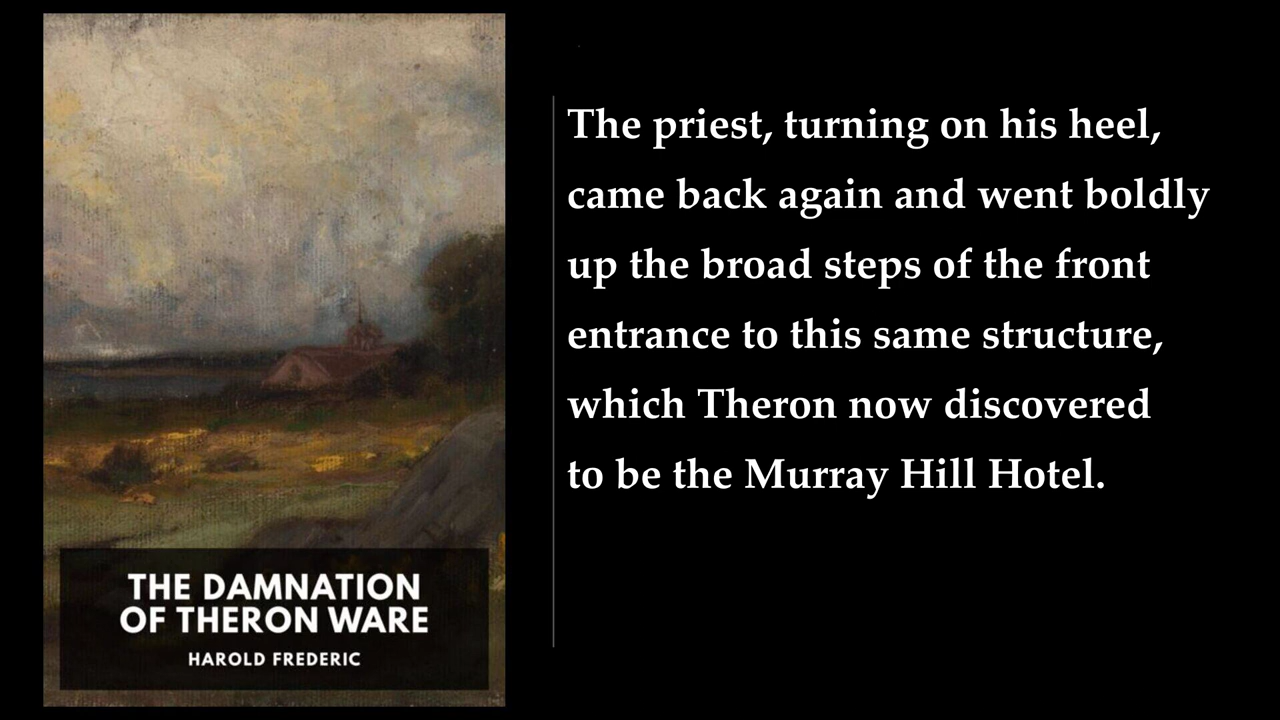 The priest, turning on his heel,
came back again and went boldly
up the broad steps of the front
entrance to this same structure,
which Theron now discovered
to be the Murray Hill Hotel.
THE DAMNATION
OF THERON WARE
HAROLD FREDERIC